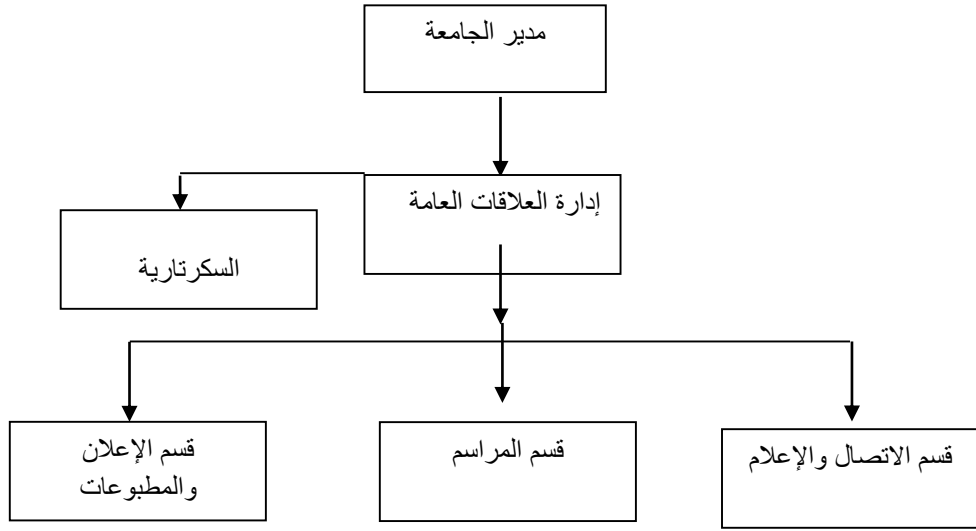 مدير الجامعة
إدارة العلاقات العامة
السكرتارية
قسم الاتصال والإعلام
قسم المراسم
قسم الإعلان
والمطبوعات